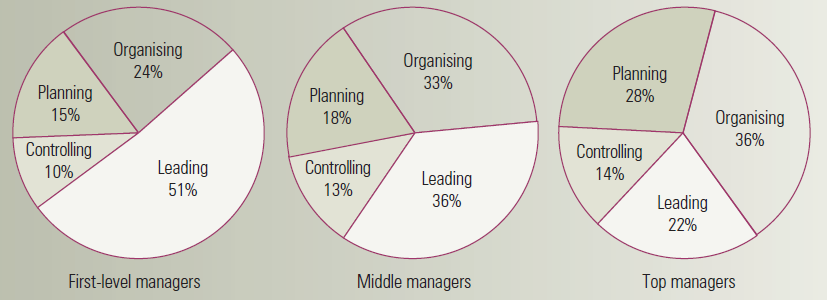 Organising
24%
Planning
15%
Controlling
10%
Leading
51%
First-level managers
Organising
33%
Planning
18%
Controlling
13%
Leading
36%
Middle managers
Planning
28%
Organising
36%
Controlling
14%
Leading
22%
Top managers